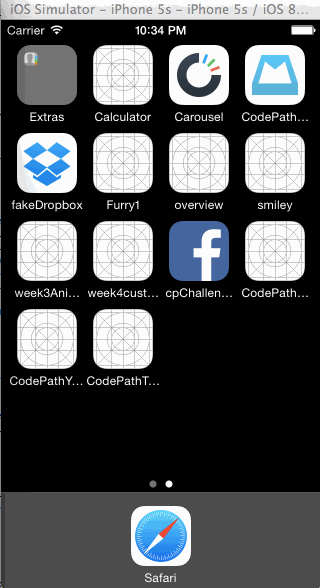 iOS Simulator – iPhone 5s – iPhone 5s / iOS 8...
Carrier 10:34 PM
Extras Calculator Carousel CodePath...
fakeDropbox Furry1 overview smiley
week3Ani... week4cust... cpChallen... CodePath...
CodePathY... CodePathT...
Safari